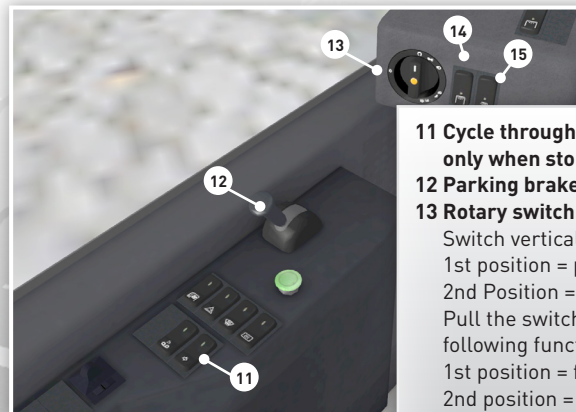 14
13
15
12
11
11 Cycle through
only when sto
12 Parking brake
13 Rotary switch
Switch vertical
1st position = p
2nd Position =
Pull the switch
following funct
1st position = f
2nd position =